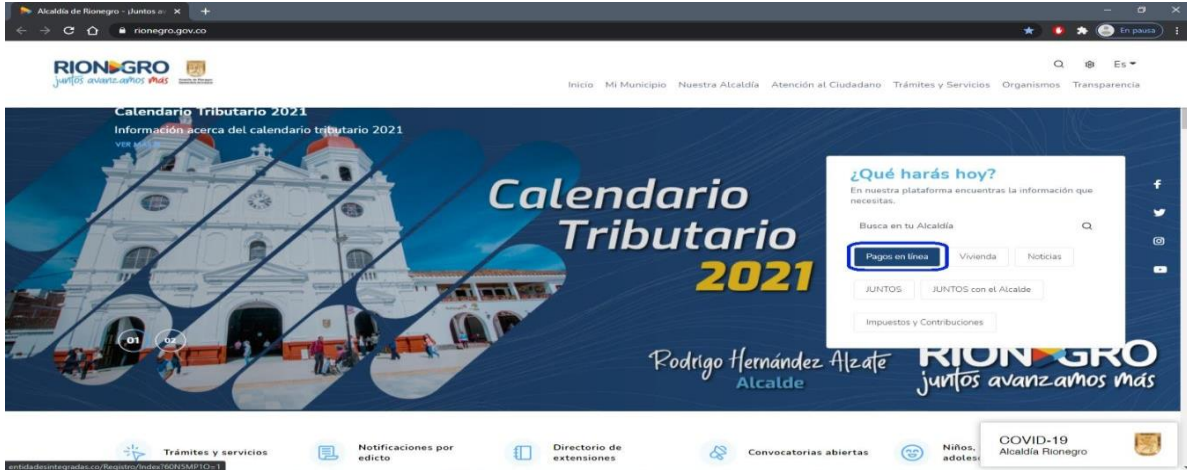 Alcaldía de Rionegro - ¡Juntos a
rionegro.gov.co
En pausa
RIONEGRO
juntos avanzamos más
Es
Inicio Mi Municipio Nuestra Alcaldía Atención al Ciudadano Trámites y Servicios Organismos Transparencia
Calendario Tributario 2021
Información acerca del calendario tributario 2021
VER MÁS
Calendario
Tributario
2021
¿Qué harás hoy?
En nuestra plataforma encuentras la información que
necesitas.
Busca en tu Alcaldía
Pagos en línea Vivienda Noticias
JUNTOS JUNTOS con el Alcalde
Impuestos y Contribuciones
01 02
Rodrigo Hernández Alzate
Alcalde
RIONEGRO
juntos avanzamos más
Trámites y servicios
Notificaciones por
edicto
Directorio de
extensiones
Convocatorias abiertas
Niños,
adoles
COVID-19
Alcaldía Rionegro
entidadesintegradas.co/Registro/Index?60N5MP1O=1